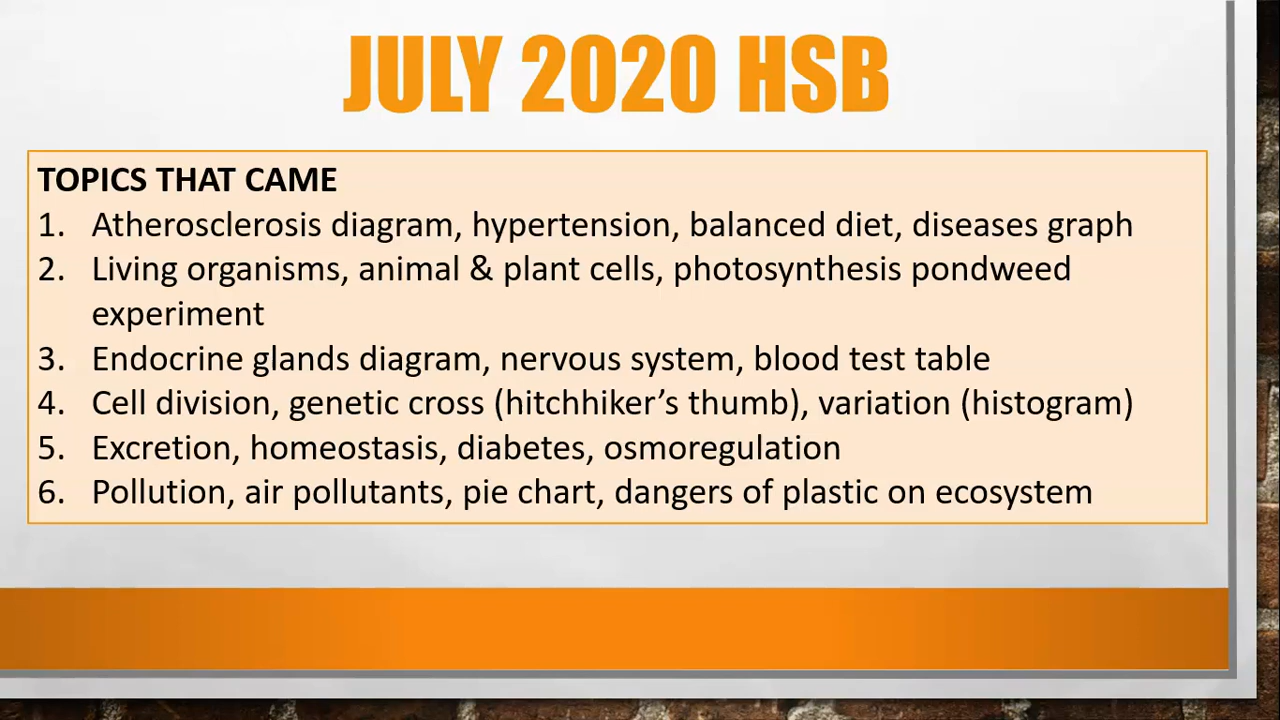 JULY 2020 HSB
TOPICS THAT CAME
1. Atherosclerosis diagram, hypertension, balanced diet, diseases graph
2. Living organisms, animal & plant cells, photosynthesis pondweed
experiment
3. Endocrine glands diagram, nervous system, blood test table
4. Cell division, genetic cross (hitchhiker’s thumb), variation (histogram)
5. Excretion, homeostasis, diabetes, osmoregulation
6. Pollution, air pollutants, pie chart, dangers of plastic on ecosystem